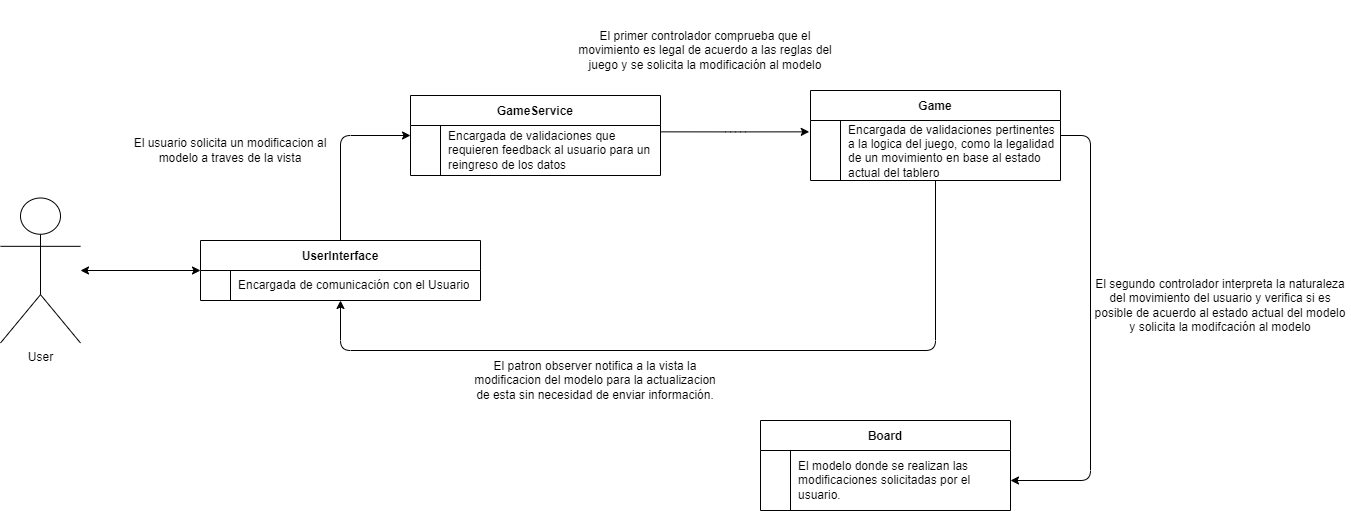 El primer controlador comprueba que el
movimiento es legal de acuerdo a las reglas del
juego y se solicita la modificación al modelo
GameService
Encargada de validaciones que
requieren feedback al usuario para un
reingreso de los datos
Game
Encargada de validaciones pertinentes
a la logica del juego, como la legalidad
de un movimiento en base al estado
actual del tablero
El usuario solicita un modificacion al
modelo a traves de la vista
UserInterface
Encargada de comunicación con el Usuario
User
El segundo controlador interpreta la naturaleza
del movimiento del usuario y verifica si es
posible de acuerdo al estado actual del modelo
y solicita la modifcación al modelo
El patron observer notifica a la vista la
modificacion del modelo para la actualizacion
de esta sin necesidad de enviar información.
Board
El modelo donde se realizan las
modificaciones solicitadas por el
usuario.